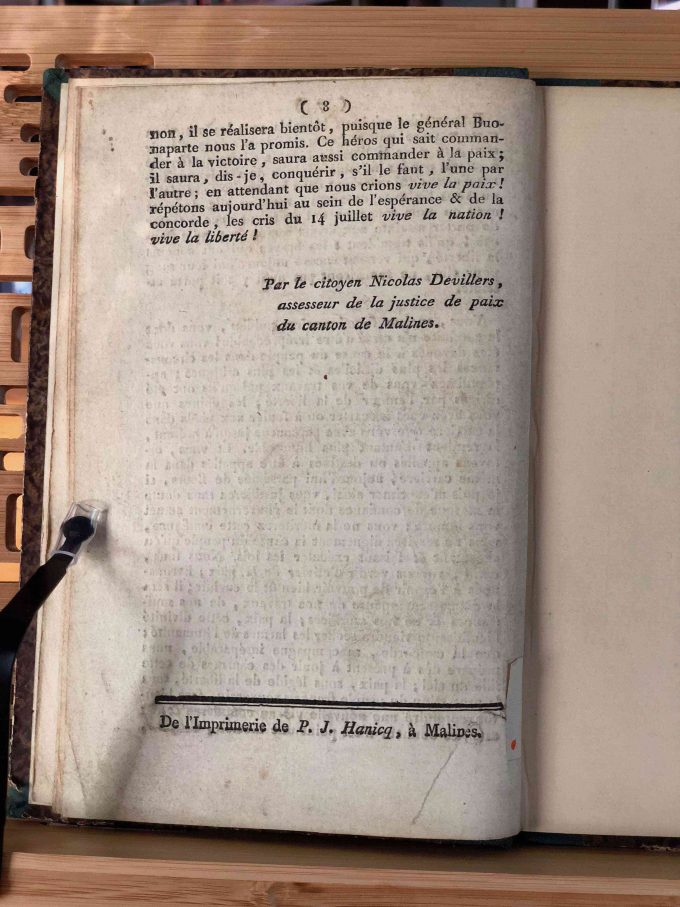 ( 8 )
non, il se réalisera bientôt, puisque le général Buo-
naparte nous l'a promis. Ce héros qui sait comman-
der à la victoire, saura aussi commander à la paix;
il saura, dis-je, conquérir, s'il le faut, l'une par
l'autre; en attendant que nous crions vive la paix!
répétons aujourd'hui au sein de l'espérance & de la
concorde, les cris du 14 juillet vive la nation!
vive la liberté!
Par le citoyen Nicolas Devillers,
assesseur de la justice de paix
du canton de Malines.
De l'Imprimerie de P. J. Hanicq, à Malines.